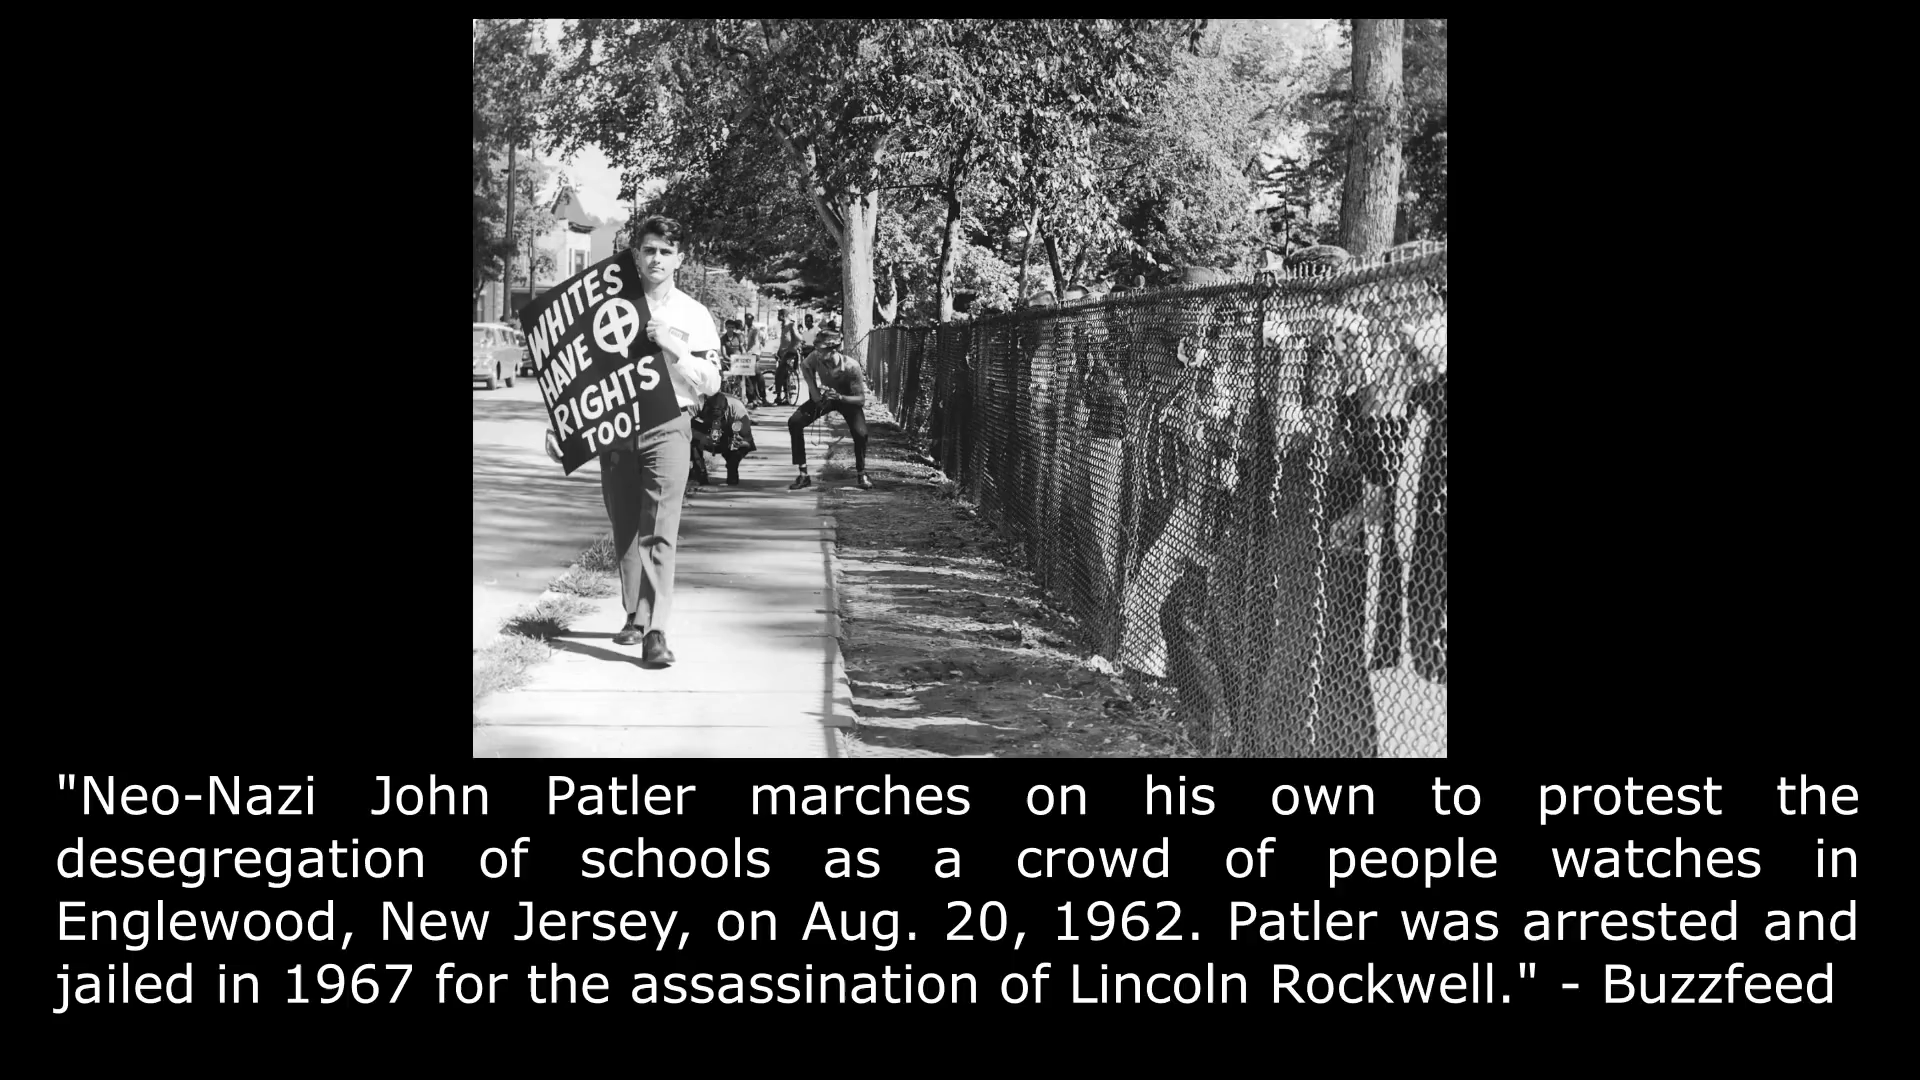 WHITES
HAVE
RIGHTS
TOO!
"Neo-Nazi John Patler marches on his own to protest the
desegregation of schools as a crowd of people watches in
Englewood, New Jersey, on Aug. 20, 1962. Patler was arrested and
jailed in 1967 for the assassination of Lincoln Rockwell." - Buzzfeed